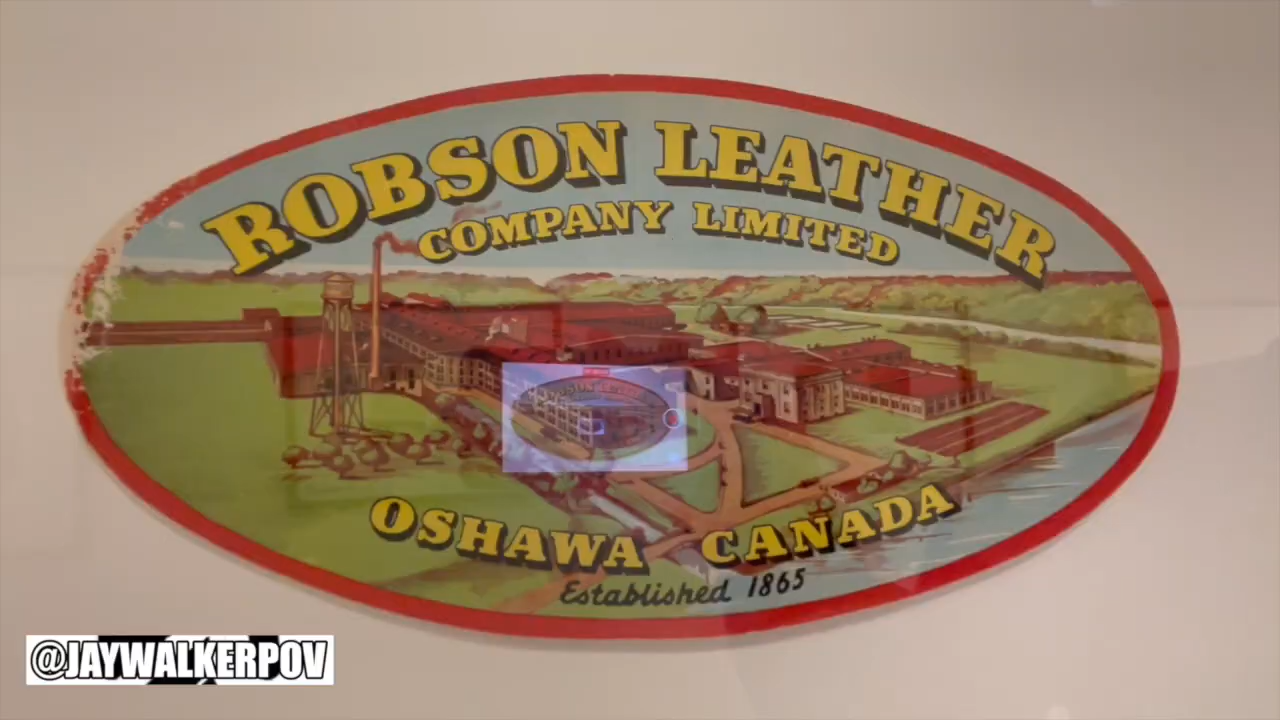 ROBSON LEATHER
COMPANY LIMITED
OSHAWA CANADA
Established 1865
@JAYWALKERPOV